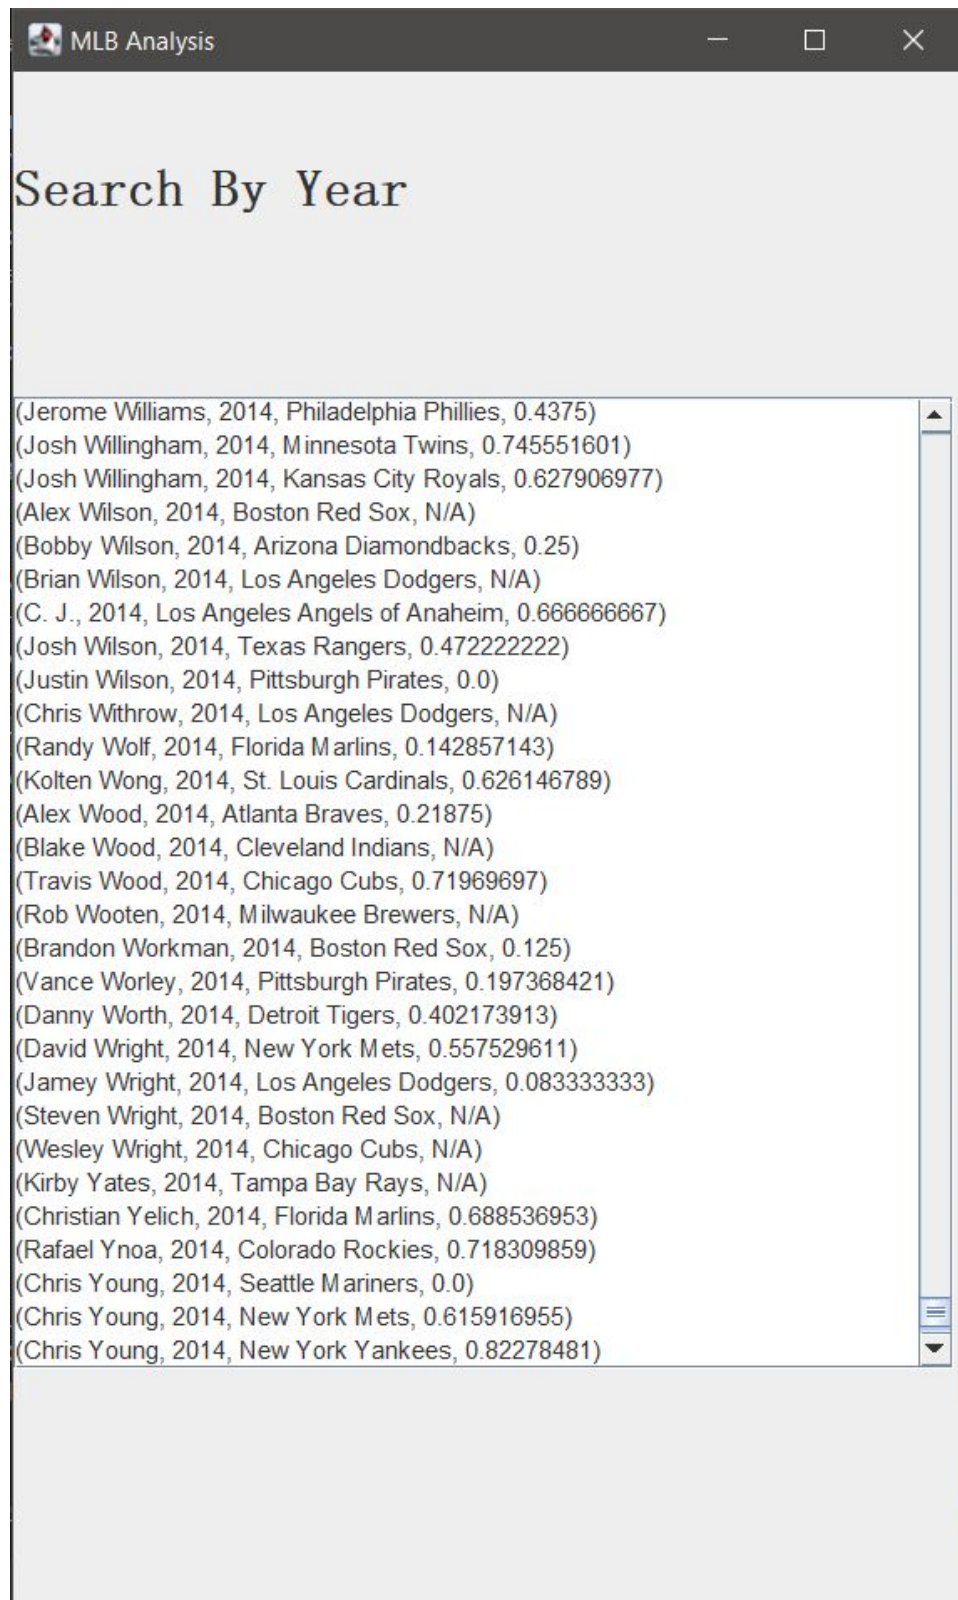 MLB Analysis
Search By Year
(Jerome Williams, 2014, Philadelphia Phillies, 0.4375)
(Josh Willingham, 2014, Minnesota Twins, 0.745551601)
(Josh Willingham, 2014, Kansas City Royals, 0.627906977)
(Alex Wilson, 2014, Boston Red Sox, N/A)
(Bobby Wilson, 2014, Arizona Diamondbacks, 0.25)
(Brian Wilson, 2014, Los Angeles Dodgers, N/A)
(C. J., 2014, Los Angeles Angels of Anaheim, 0.666666667)
(Josh Wilson, 2014, Texas Rangers, 0.472222222)
(Justin Wilson, 2014, Pittsburgh Pirates, 0.0)
(Chris Withrow, 2014, Los Angeles Dodgers, N/A)
(Randy Wolf, 2014, Florida Marlins, 0.142857143)
(Kolten Wong, 2014, St. Louis Cardinals, 0.626146789)
(Alex Wood, 2014, Atlanta Braves, 0.21875)
(Blake Wood, 2014, Cleveland Indians, N/A)
(Travis Wood, 2014, Chicago Cubs, 0.71969697)
(Rob Wooten, 2014, Milwaukee Brewers, N/A)
(Brandon Workman, 2014, Boston Red Sox, 0.125)
(Vance Worley, 2014, Pittsburgh Pirates, 0.197368421)
(Danny Worth, 2014, Detroit Tigers, 0.402173913)
(David Wright, 2014, New York Mets, 0.557529611)
(Jamey Wright, 2014, Los Angeles Dodgers, 0.083333333)
(Steven Wright, 2014, Boston Red Sox, N/A)
(Wesley Wright, 2014, Chicago Cubs, N/A)
(Kirby Yates, 2014, Tampa Bay Rays, N/A)
(Christian Yelich, 2014, Florida Marlins, 0.688536953)
(Rafael Ynoa, 2014, Colorado Rockies, 0.718309859)
(Chris Young, 2014, Seattle Mariners, 0.0)
(Chris Young, 2014, New York Mets, 0.615916955)
(Chris Young, 2014, New York Yankees, 0.82278481)